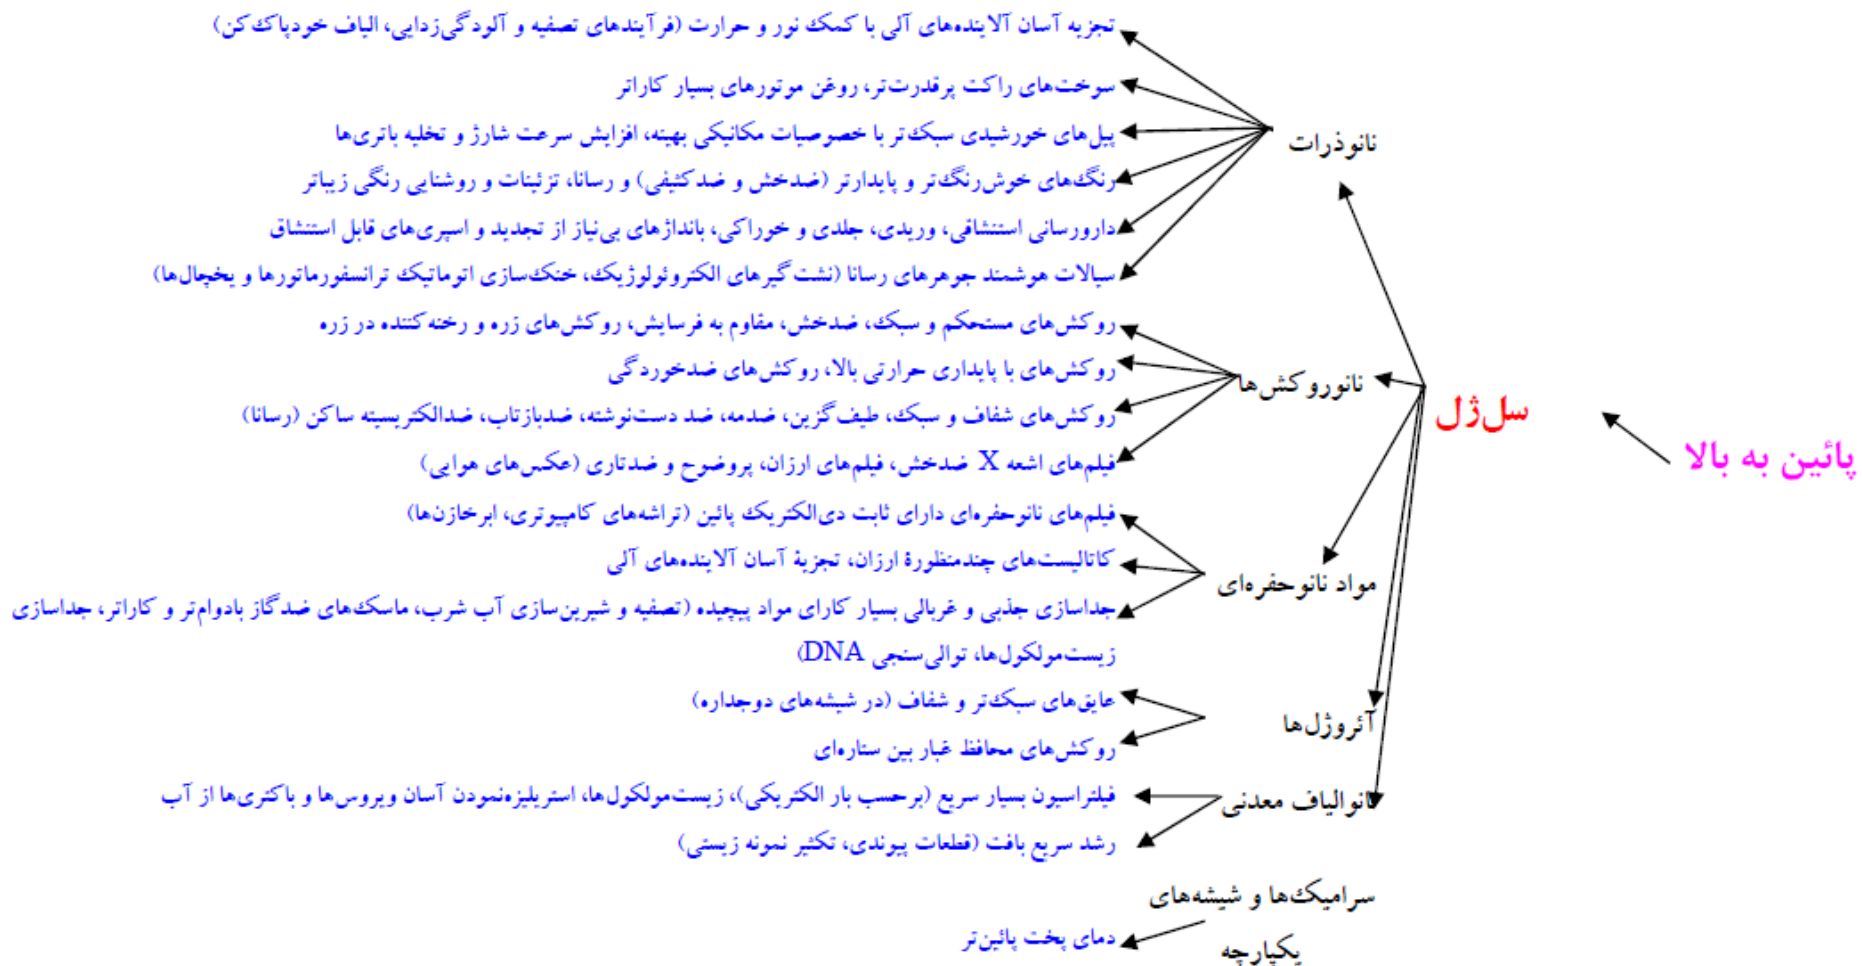 پائین به بالا
سل‌ژل
نانوذرات
تجزیه آسان آلاینده‌های آلی با کمک نور و حرارت (فرآیندهای تصفیه و آلودگی‌زدایی، الیاف خودپاک‌کن)
سوخت‌های راکت پرقدرت‌تر، روغن موتورهای بسیار کاراتر
پیل‌های خورشیدی سبک‌تر با خصوصیات مکانیکی بهینه، افزایش سرعت شارژ و تخلیه باتری‌ها
رنگ‌های خوش‌رنگ‌تر و پایدارتر (ضدخش و ضدکثیفی) و رسانا، تزئینات و روشنایی رنگی زیباتر
دارورسانی استنشاقی، وریدی، جلدی و خوراکی، بانداژهای بی‌نیاز از تجدید و اسپری‌های قابل استنشاق
سیالات هوشمند جوهرهای رسانا (نشت‌گیرهای الکتروئولوژیک، خنک‌سازی اتوماتیک ترانسفورماتورها و یخچال‌ها)
نانوروکش‌ها
روکش‌های مستحکم و سبک، ضدخش، مقاوم به فرسایش، روکش‌های زره و رخنه‌کننده در زره
روکش‌های با پایداری حرارتی بالا، روکش‌های ضدخوردگی
روکش‌های شفاف و سبک، طیف‌گزین، ضدمه، ضد دست‌نوشته، ضدبازتاب، ضدالکتریسیته ساکن (رسانا)
فیلم‌های اشعه X ضدخش، فیلم‌های ارزان، پروضوح و ضدتاری (عکس‌های هوایی)
مواد نانوحفره‌ای
فیلم‌های نانوحفره‌ای دارای ثابت دی‌الکتریک پائین (تراشه‌های کامپیوتری، ابرخازن‌ها)
کاتالیست‌های چندمنظورۀ ارزان، تجزیۀ آسان آلاینده‌های آلی
جداسازی جذبی و غربالی بسیار کارای مواد پیچیده (تصفیه و شیرین‌سازی آب شرب، ماسک‌های ضدگاز بادوام‌تر و کاراتر، جداسازی
زیست‌مولکول‌ها، توالی‌سنجی DNA)
آئروژل‌ها
عایق‌های سبک‌تر و شفاف (در شیشه‌های دوجداره)
روکش‌های محافظ غبار بین ستاره‌ای
نانوالیاف معدنی
فیلتراسیون بسیار سریع (برحسب بار الکتریکی)، زیست‌مولکول‌ها، استریلیزه‌نمودن آسان ویروس‌ها و باکتری‌ها از آب
رشد سریع بافت (قطعات پیوندی، تکثیر نمونه زیستی)
سرامیک‌ها و شیشه‌های
یکپارچه
دمای پخت پائین‌تر